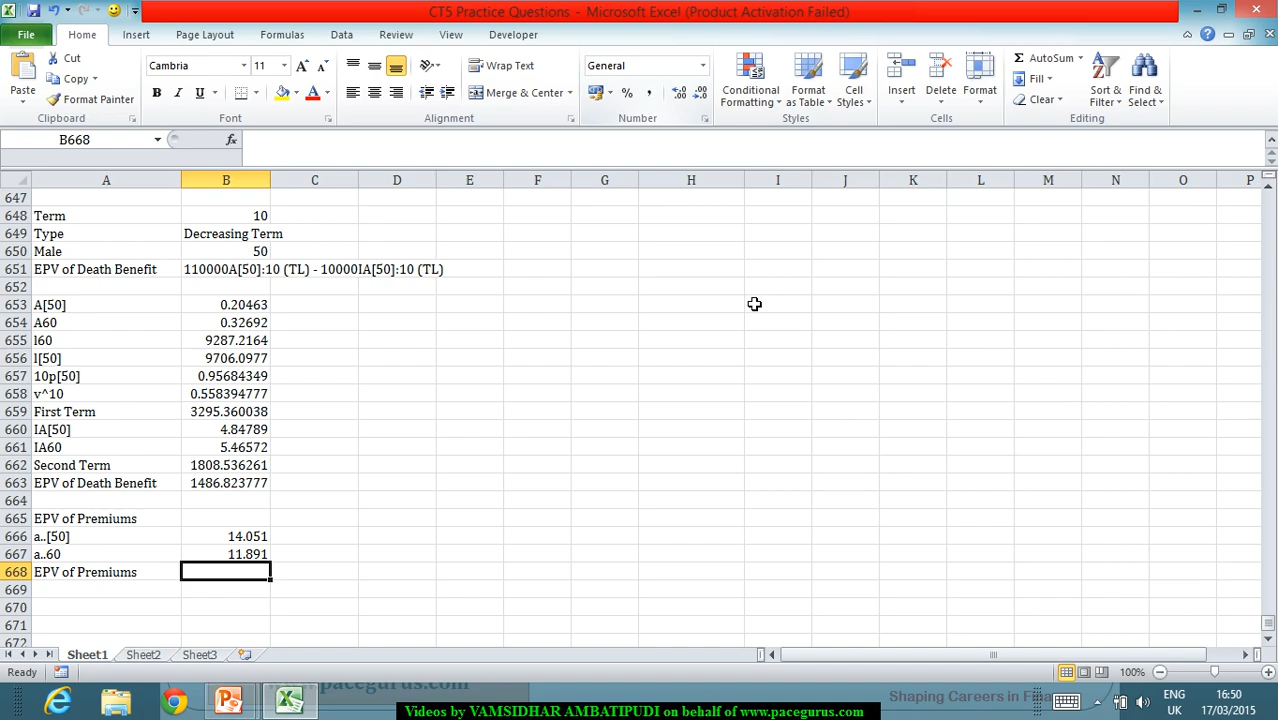 CT5 Practice Questions - Microsoft Excel (Product Activation Failed)
File Home Insert Page Layout Formulas Data Review View Developer
Paste Cut Copy Format Painter Clipboard
Cambria 11 B I U A Font
Wrap Text Merge & Center Alignment
General % , Number
Conditional Formatting Format as Table Cell Styles Styles
Insert Delete Format Cells
AutoSum Fill Clear Sort & Filter Find & Select Editing
B668 fx
A B C D E F G H I J K L M N O P
647
648 Term 10
649 Type Decreasing Term
650 Male 50
651 EPV of Death Benefit 110000A[50]:10 (TL) - 10000IA[50]:10 (TL)
652
653 A[50] 0.20463
654 A60 0.32692
655 l60 9287.2164
656 l[50] 9706.0977
657 10p[50] 0.95684349
658 v^10 0.558394777
659 First Term 3295.360038
660 IA[50] 4.84789
661 IA60 5.46572
662 Second Term 1808.536261
663 EPV of Death Benefit 1486.823777
664
665 EPV of Premiums
666 a..[50] 14.051
667 a..60 11.891
668 EPV of Premiums
669
670
671
672
Sheet1 Sheet2 Sheet3
Ready 100%
www.pacegurus.com
Shaping Careers in Fina
ENG UK 16:50 17/03/2015
Videos by VAMSIDHAR AMBATIPUDI on behalf of www.pacegurus.com